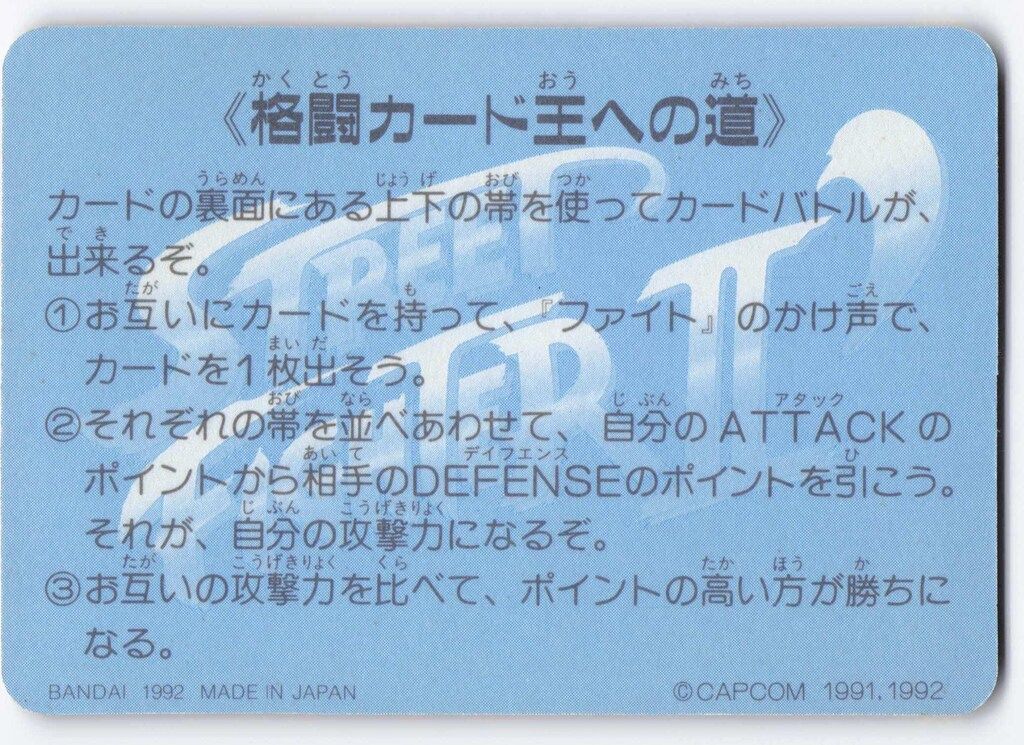 《格闘カード王への道》
カードの裏面にある上下の帯を使ってカードバトルが、
出来るぞ。
①お互いにカードを持って、『ファイト』のかけ声で、
カードを1枚出そう。
②それぞれの帯を並べあわせて、自分のATTACKの
ポイントから相手のDEFENSEのポイントを引こう。
それが、自分の攻撃力になるぞ。
③お互いの攻撃力を比べて、ポイントの高い方が勝ちに
なる。
BANDAI 1992 MADE IN JAPAN
©CAPCOM 1991.1992
STREET
FIGHTER II